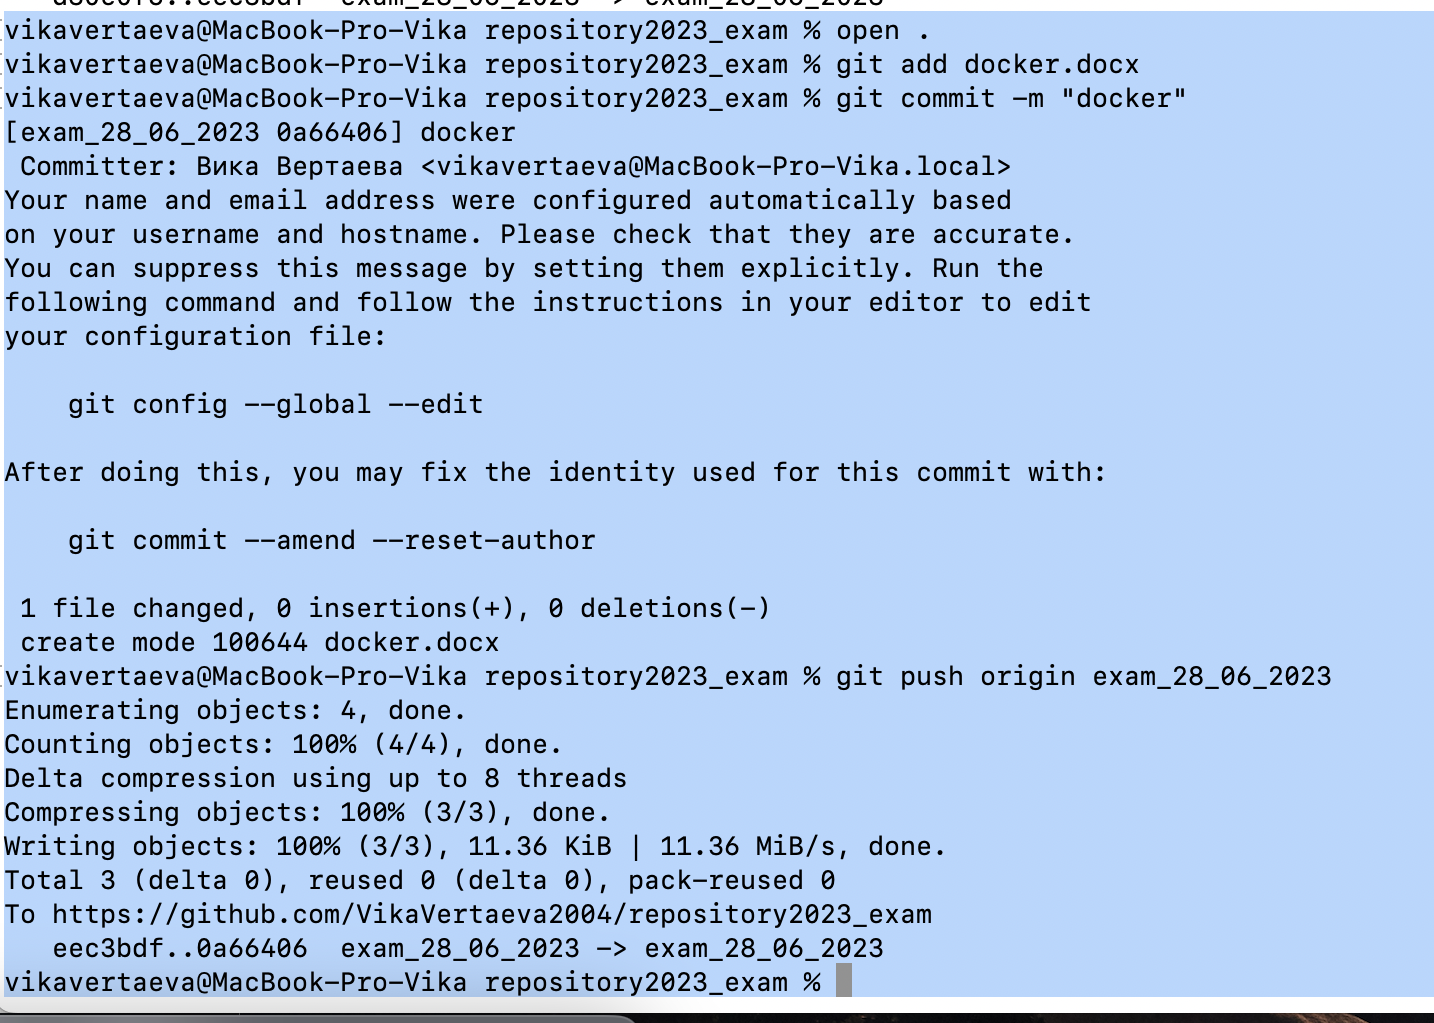 d80e0f8..eec3bdf  exam_28_06_2023 -> exam_28_06_2023
vikavertaeva@MacBook-Pro-Vika repository2023_exam % open .
vikavertaeva@MacBook-Pro-Vika repository2023_exam % git add docker.docx
vikavertaeva@MacBook-Pro-Vika repository2023_exam % git commit -m "docker"
[exam_28_06_2023 0a66406] docker
 Committer: Вика Вертаева <vikavertaeva@MacBook-Pro-Vika.local>
Your name and email address were configured automatically based
on your username and hostname. Please check that they are accurate.
You can suppress this message by setting them explicitly. Run the
following command and follow the instructions in your editor to edit
your configuration file:

    git config --global --edit

After doing this, you may fix the identity used for this commit with:

    git commit --amend --reset-author

 1 file changed, 0 insertions(+), 0 deletions(-)
 create mode 100644 docker.docx
vikavertaeva@MacBook-Pro-Vika repository2023_exam % git push origin exam_28_06_2023
Enumerating objects: 4, done.
Counting objects: 100% (4/4), done.
Delta compression using up to 8 threads
Compressing objects: 100% (3/3), done.
Writing objects: 100% (3/3), 11.36 KiB | 11.36 MiB/s, done.
Total 3 (delta 0), reused 0 (delta 0), pack-reused 0
To https://github.com/VikaVertaeva2004/repository2023_exam
   eec3bdf..0a66406  exam_28_06_2023 -> exam_28_06_2023
vikavertaeva@MacBook-Pro-Vika repository2023_exam %